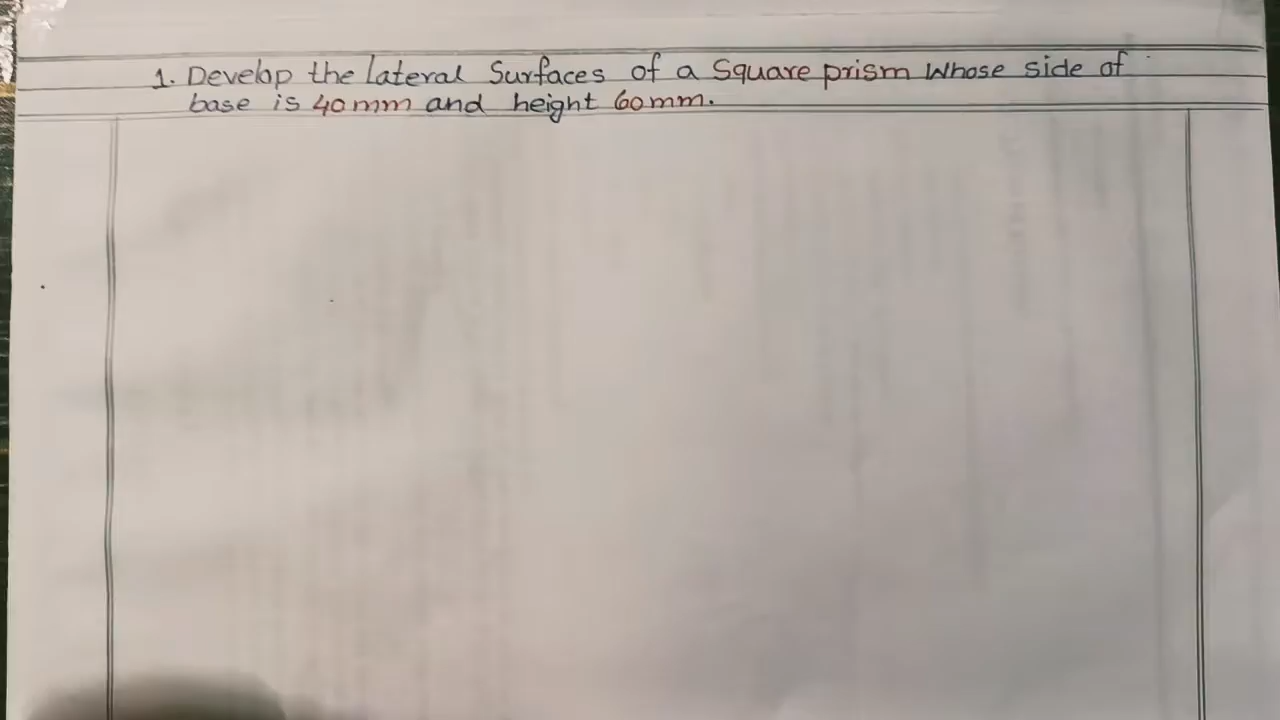 1. Develop the lateral Surfaces of a Square prism Whose side of
base is 40mm and height 60mm.